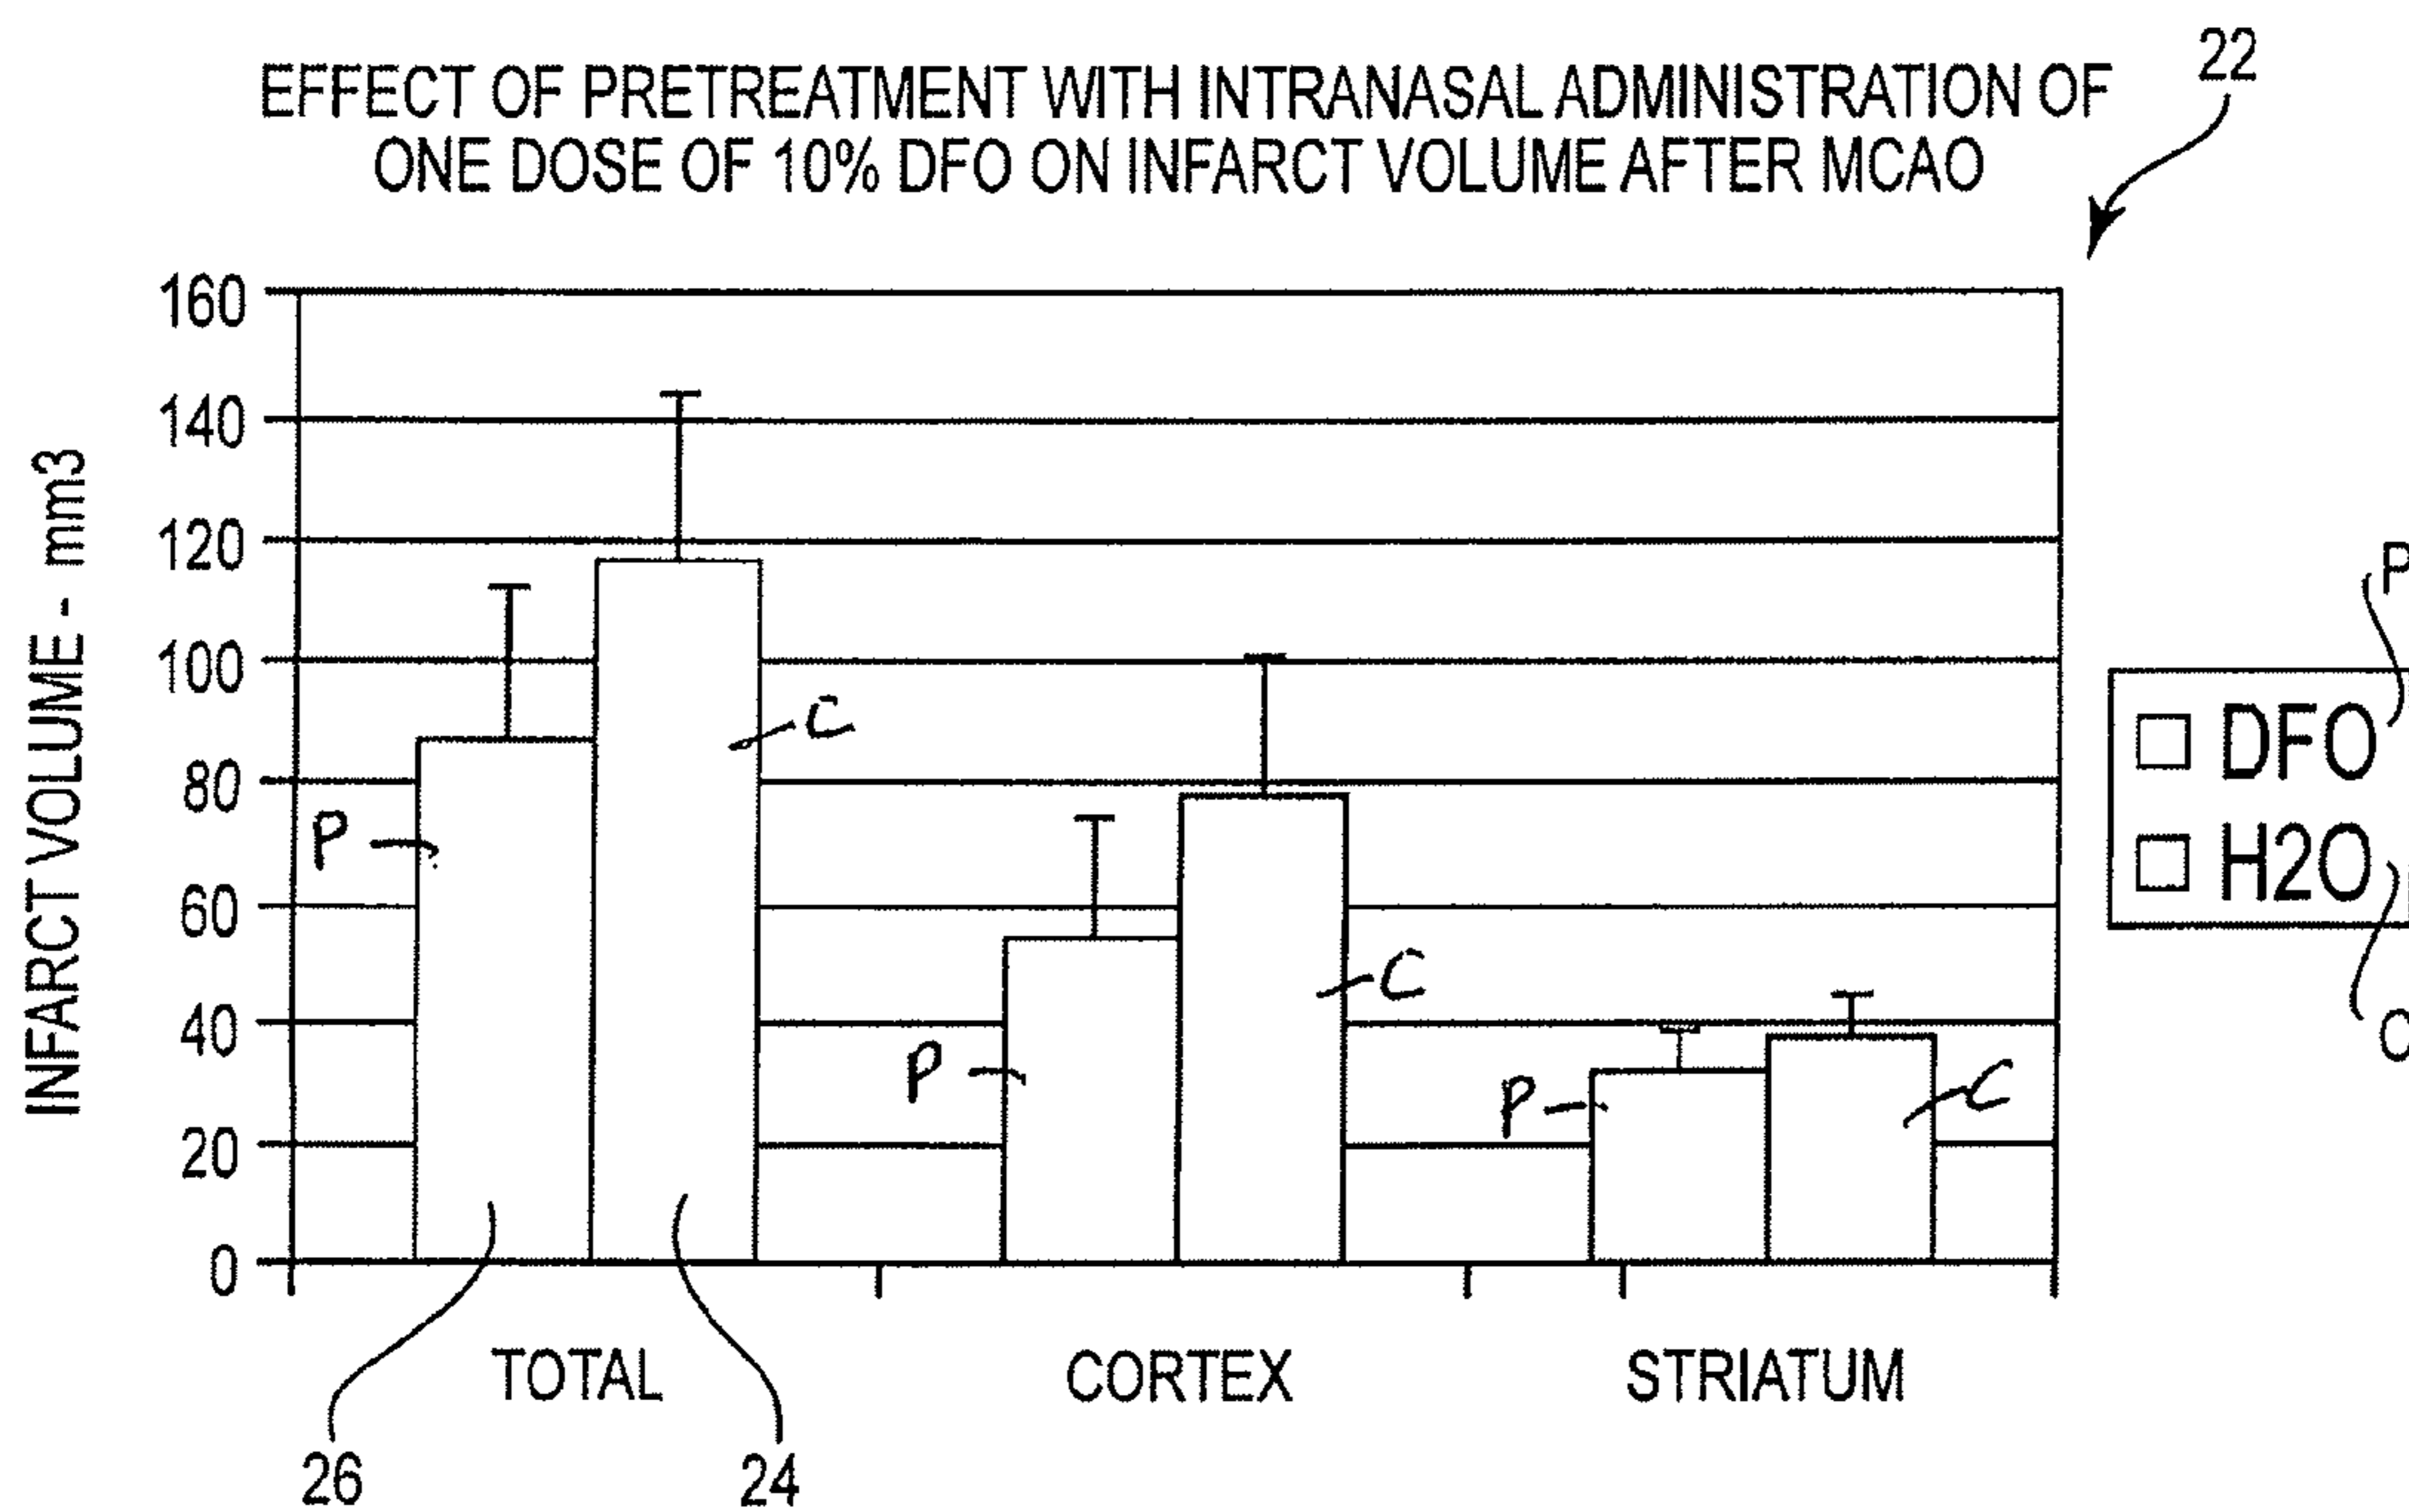 EFFECT OF PRETREATMENT WITH INTRANASAL ADMINISTRATION OF
ONE DOSE OF 10% DFO ON INFARCT VOLUME AFTER MCAO
22
INFARCT VOLUME - mm3
160
140
120
100
80
60
40
20
0
P
C
P
C
P
C
P
DFO
H2O
C
TOTAL
CORTEX
STRIATUM
26
24